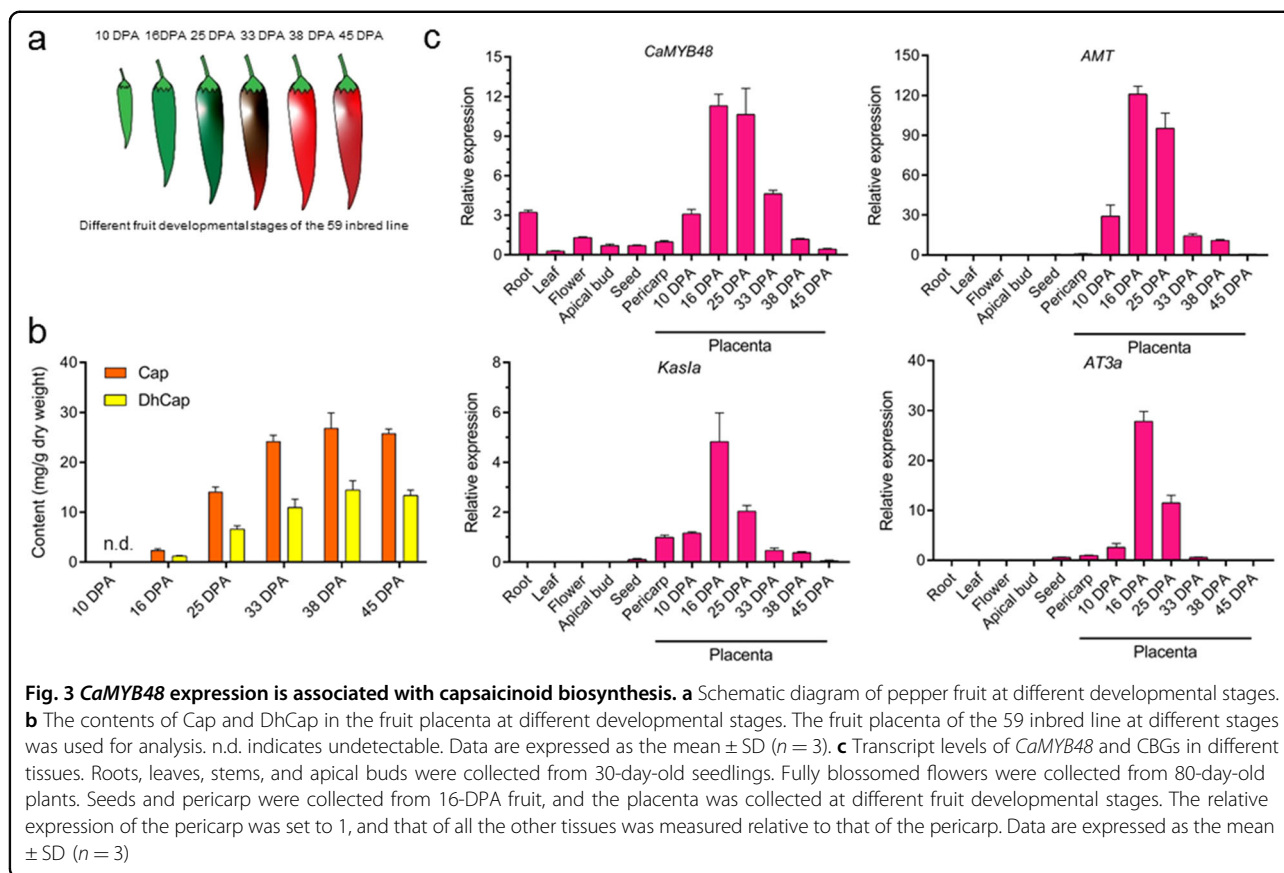 a
10 DPA 16DPA 25 DPA 33 DPA 38 DPA 45 DPA
Different fruit developmental stages of the 59 inbred line
b
Content (mg/g dry weight)
40
30
20
10
0
Cap
DhCap
n.d.
10 DPA
16 DPA
25 DPA
33 DPA
38 DPA
45 DPA
c
CaMYB48
Relative expression
15
12
9
6
3
0
Root
Leaf
Flower
Apical bud
Seed
Pericarp
10 DPA
16 DPA
25 DPA
33 DPA
38 DPA
45 DPA
Placenta
AMT
Relative expression
150
120
90
60
30
0
Root
Leaf
Flower
Apical bud
Seed
Pericarp
10 DPA
16 DPA
25 DPA
33 DPA
38 DPA
45 DPA
Placenta
KasIa
Relative expression
8
6
4
2
0
Root
Leaf
Flower
Apical bud
Seed
Pericarp
10 DPA
16 DPA
25 DPA
33 DPA
38 DPA
45 DPA
Placenta
AT3a
Relative expression
40
30
20
10
0
Root
Leaf
Flower
Apical bud
Seed
Pericarp
10 DPA
16 DPA
25 DPA
33 DPA
38 DPA
45 DPA
Placenta
Fig. 3 CaMYB48 expression is associated with capsaicinoid biosynthesis. a Schematic diagram of pepper fruit at different developmental stages.
b The contents of Cap and DhCap in the fruit placenta at different developmental stages. The fruit placenta of the 59 inbred line at different stages
was used for analysis. n.d. indicates undetectable. Data are expressed as the mean ± SD (n = 3). c Transcript levels of CaMYB48 and CBGs in different
tissues. Roots, leaves, stems, and apical buds were collected from 30-day-old seedlings. Fully blossomed flowers were collected from 80-day-old
plants. Seeds and pericarp were collected from 16-DPA fruit, and the placenta was collected at different fruit developmental stages. The relative
expression of the pericarp was set to 1, and that of all the other tissues was measured relative to that of the pericarp. Data are expressed as the mean
± SD (n = 3)